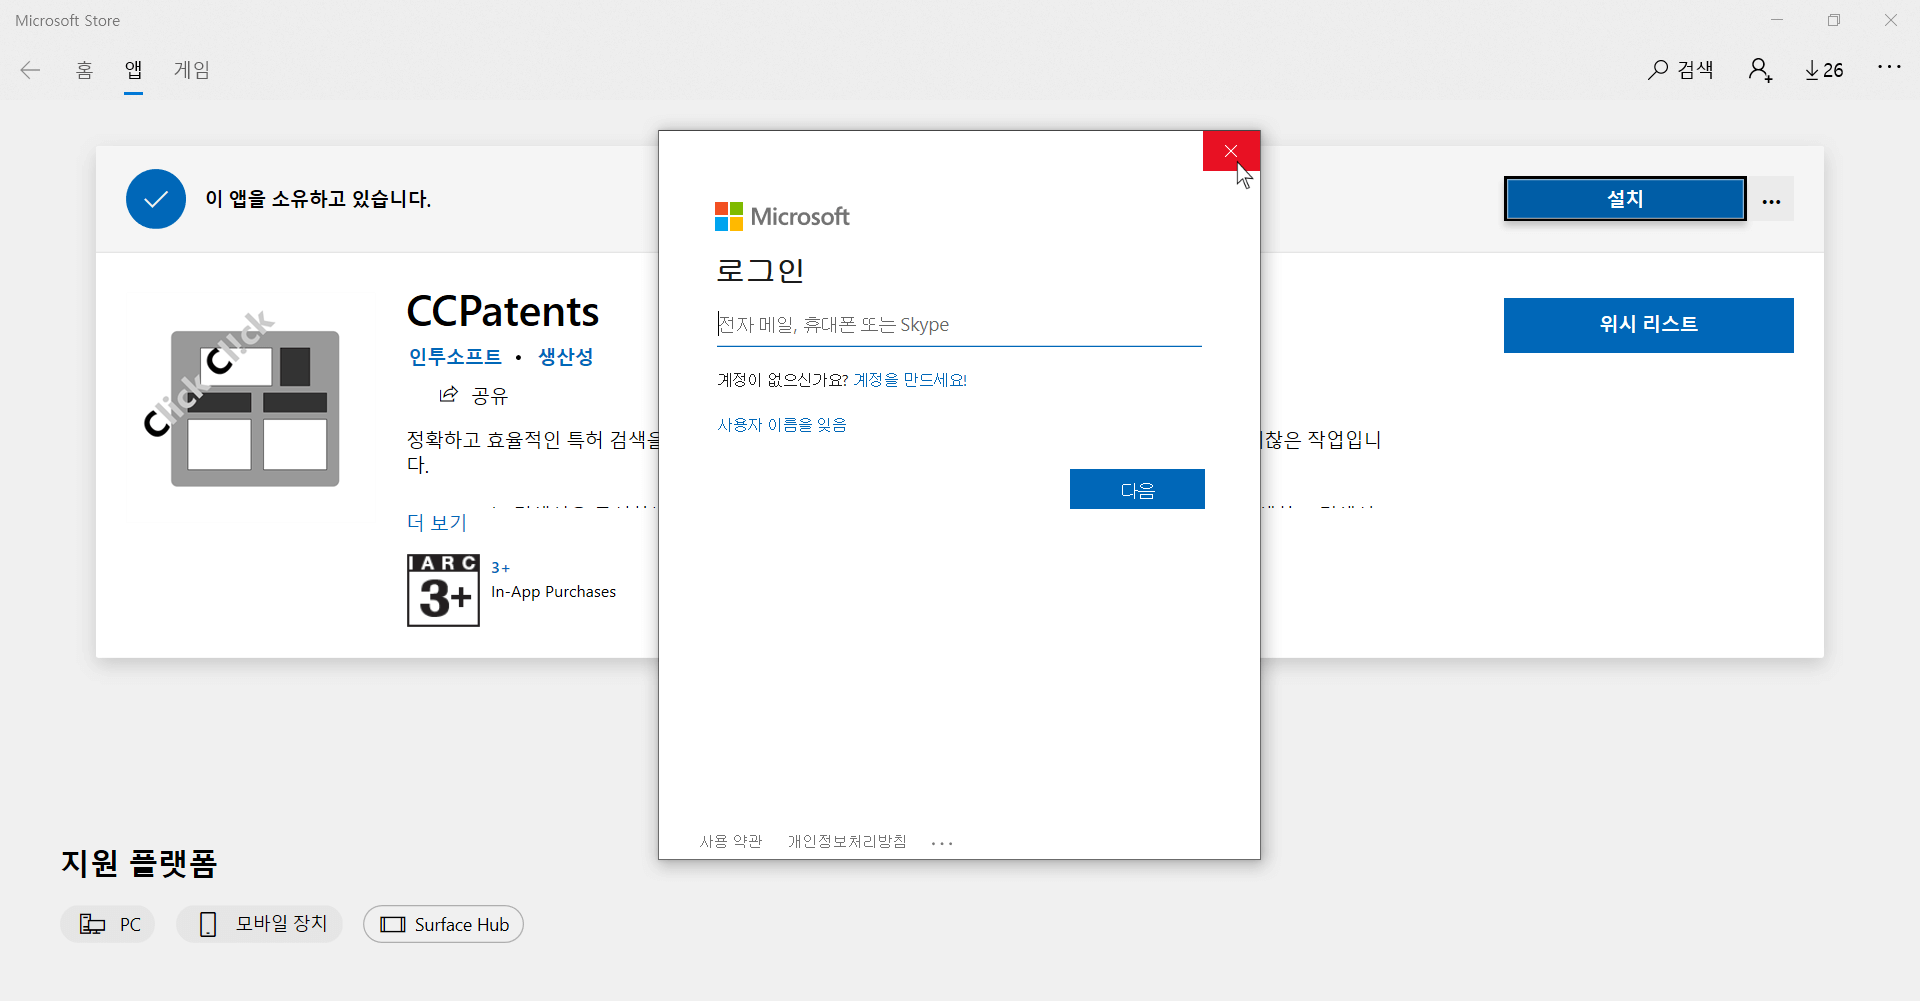 Microsoft Store
홈 앱 게임 검색 26 ...
이 앱을 소유하고 있습니다. 설치 ...
Click Click
CCPatents
인투소프트 • 생산성
공유
정확하고 효율적인 특허 검색을 괜찮은 작업입니
다.
더 보기
IARC
3+
3+
In-App Purchases
위시 리스트
Microsoft
로그인
전자 메일, 휴대폰 또는 Skype
계정이 없으신가요? 계정을 만드세요!
사용자 이름을 잊음
다음
사용 약관 개인정보처리방침 ...
지원 플랫폼
PC 모바일 장치 Surface Hub